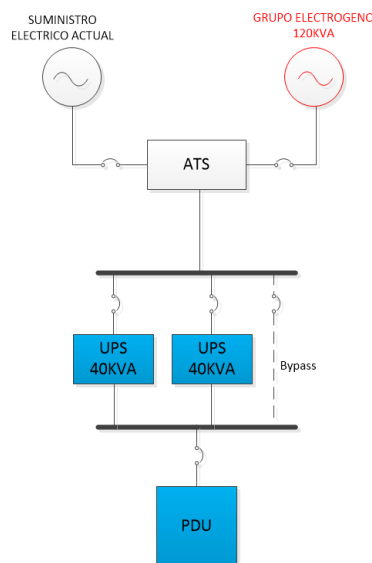 SUMINISTRO
ELECTRICO ACTUAL
GRUPO ELECTROGENO
120KVA
ATS
UPS
40KVA
UPS
40KVA
Bypass
PDU